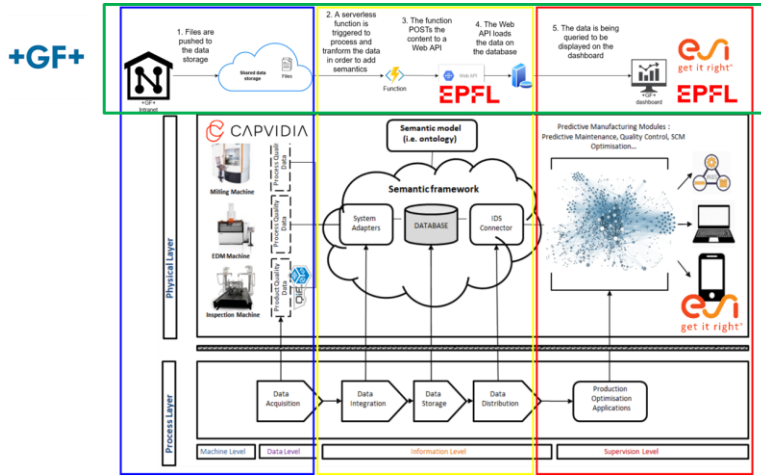 +GF+
1. Files are
pushed to
the data
storage
Shared data
storage
Files
+GF+
Intranet
2. A serverless
function is
triggered to
process and
tranform the data
in order to add
semantics
Function
3. The function
POSTs the
content to a
Web API
Web API
EPFL
4. The Web
API loads
the data on
the database
5. The data is being
queried to be
displayed on the
dashboard
+GF+
dashboard
esi
get it right®
EPFL
Physical Layer
CAPVIDIA
Milling Machine
Process Quality
Data
EDM Machine
Process Quality
Data
Inspection Machine
Product Quality
Data
QIF
Semantic model
(i.e. ontology)
Semantic framework
System
Adapters
DATABASE
IDS
Connector
Predictive Manufacturing Modules :
Predictive Maintenance, Quality Control, SCM
Optimisation...
esi
get it right®
Process Layer
Data
Acquisition
Data
Integration
Data
Storage
Data
Distribution
Production
Optimisation
Applications
Machine Level
Data Level
Information Level
Supervision Level